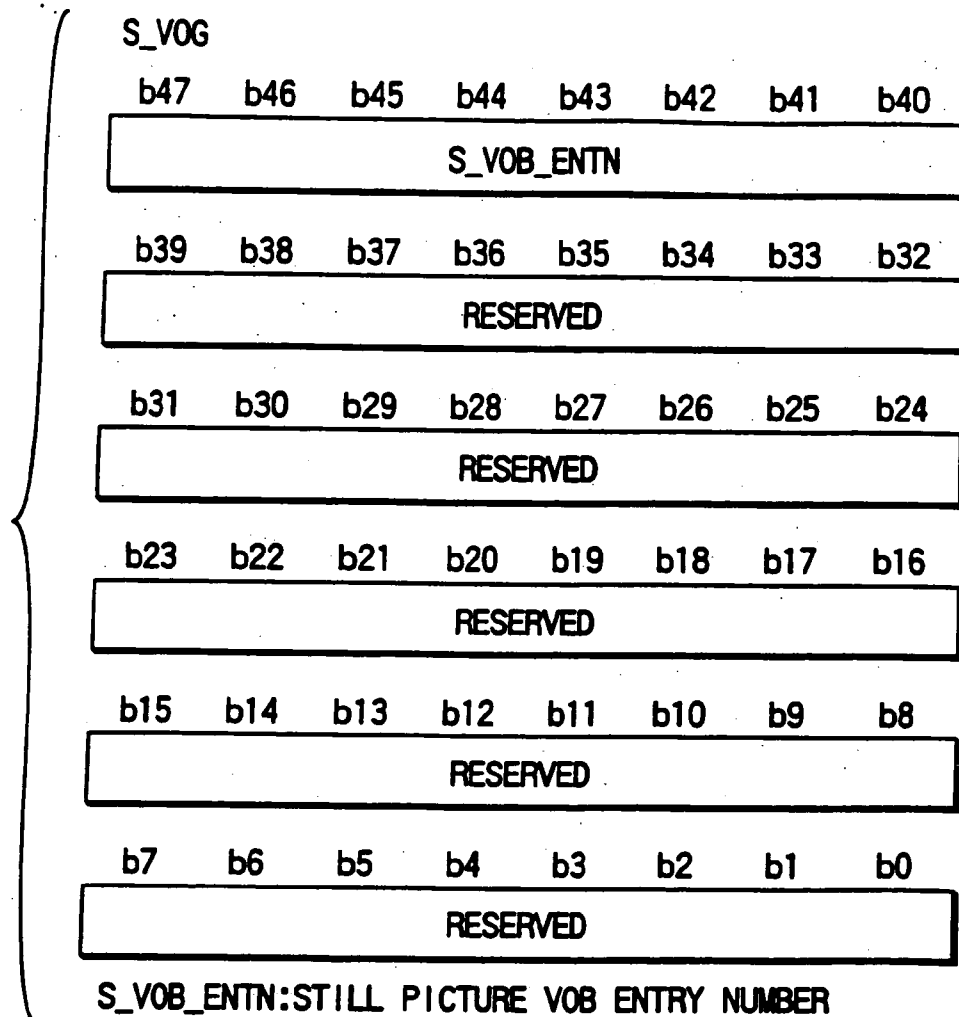 S_VOG
b47 b46 b45 b44 b43 b42 b41 b40
S_VOB_ENTN
b39 b38 b37 b36 b35 b34 b33 b32
RESERVED
b31 b30 b29 b28 b27 b26 b25 b24
RESERVED
b23 b22 b21 b20 b19 b18 b17 b16
RESERVED
b15 b14 b13 b12 b11 b10 b9 b8
RESERVED
b7 b6 b5 b4 b3 b2 b1 b0
RESERVED
S_VOB_ENTN:STILL PICTURE VOB ENTRY NUMBER